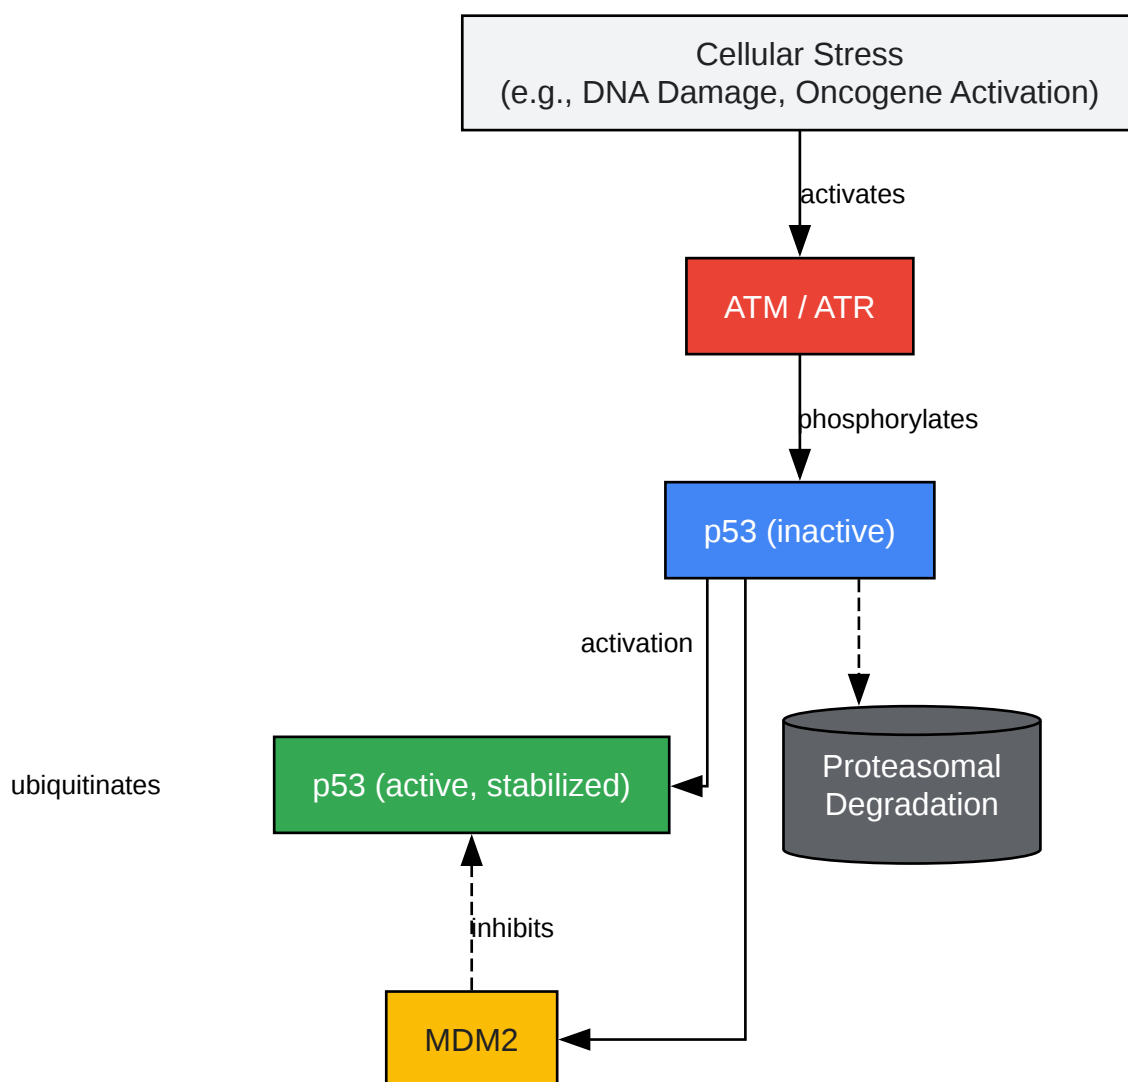 Cellular Stress
(e.g., DNA Damage, Oncogene Activation)
activates
ATM / ATR
phosphorylates
p53 (inactive)
activation
Proteasomal
Degradation
ubiquitinates
p53 (active, stabilized)
inhibits
MDM2